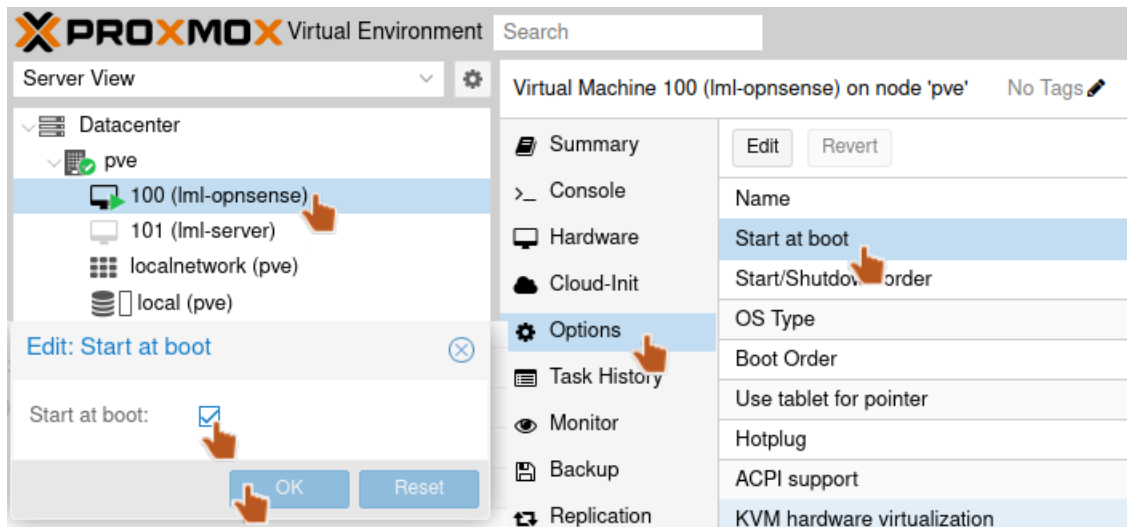 PROXMOX Virtual Environment Search
Server View
Datacenter
pve
100 (lml-opnsense)
101 (lml-server)
localnetwork (pve)
local (pve)
Edit: Start at boot
Start at boot:
OK Reset
Virtual Machine 100 (lml-opnsense) on node 'pve' No Tags
Summary
Console
Hardware
Cloud-Init
Options
Task History
Monitor
Backup
Replication
Edit Revert
Name
Start at boot
Start/Shutdown order
OS Type
Boot Order
Use tablet for pointer
Hotplug
ACPI support
KVM hardware virtualization